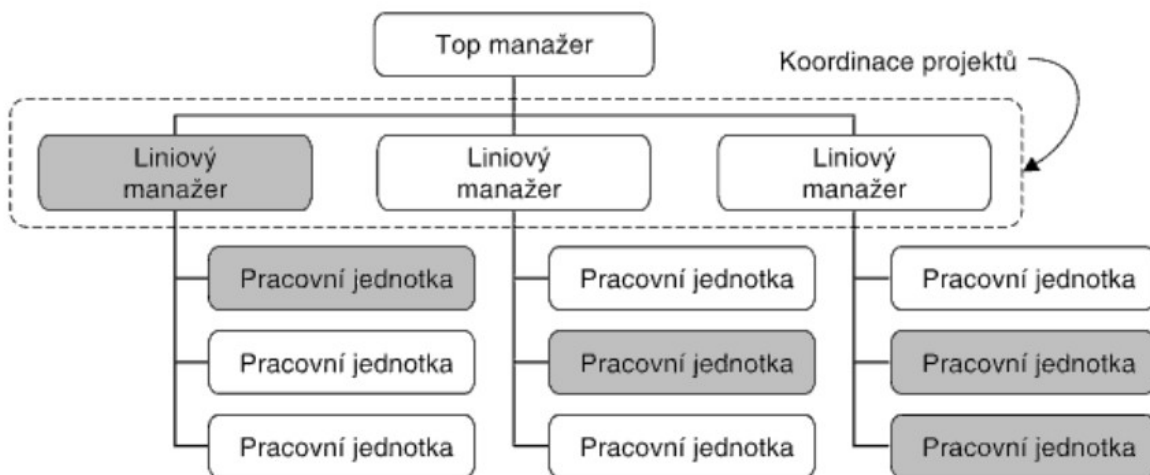 Top manažer
Koordinace projektů
Liniový
manažer
Liniový
manažer
Liniový
manažer
Pracovní jednotka
Pracovní jednotka
Pracovní jednotka
Pracovní jednotka
Pracovní jednotka
Pracovní jednotka
Pracovní jednotka
Pracovní jednotka
Pracovní jednotka